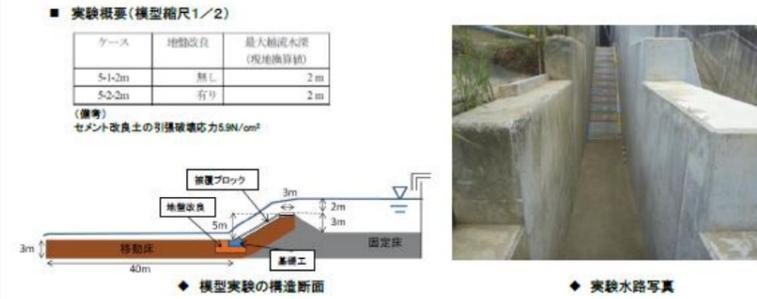 ■ 実験概要(模型縮尺1/2)
ケース 地盤改良 最大越流水深
(現地換算値)
5-1-2m 無し 2 m
5-2-2m 有り 2 m
(備考)
セメント改良土の引張破壊応力5.9N/cm²
被覆ブロック
3m
地盤改良
2m
5m
3m
3m
移動床
固定床
基礎工
40m
◆ 模型実験の構造断面
◆ 実験水路写真